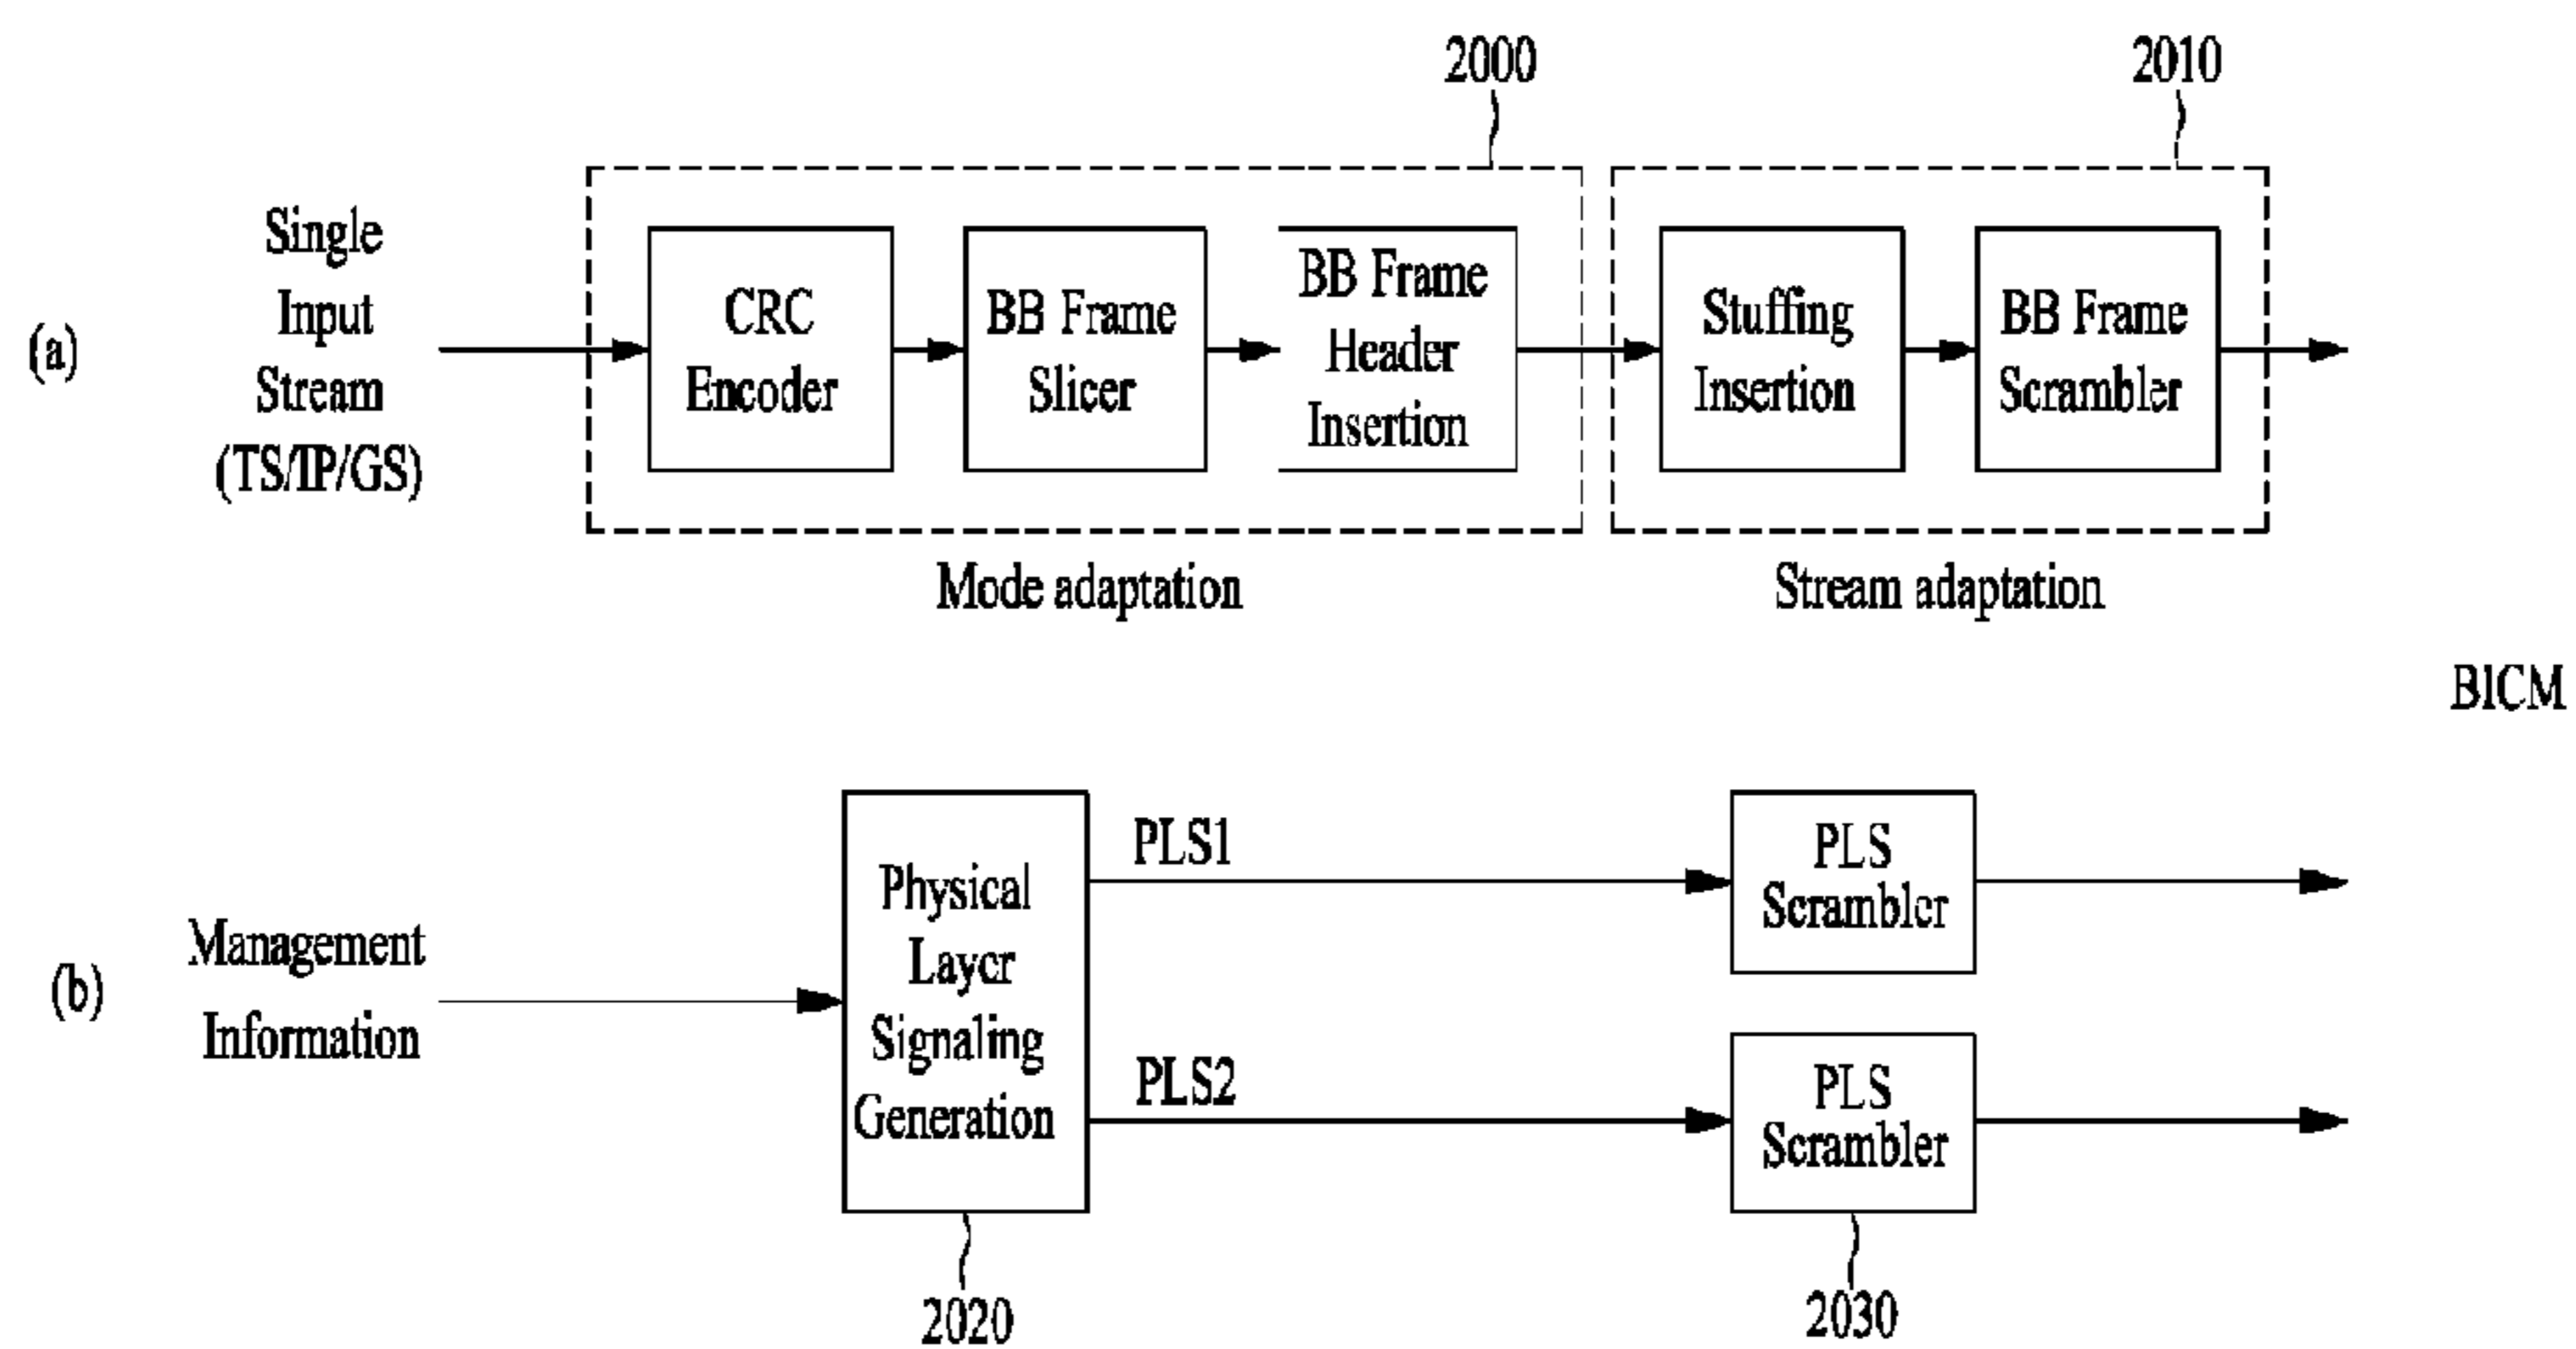 2000
2010
(a)
Single
Input
Stream
(TS/IP/GS)
CRC
Encoder
BB Frame
Slicer
BB Frame
Header
Insertion
Stuffing
Insertion
BB Frame
Scrambler
Mode adaptation
Stream adaptation
BICM
(b)
Management
Information
Physical
Layer
Signaling
Generation
PLS1
PLS2
PLS
Scrambler
PLS
Scrambler
2020
2030